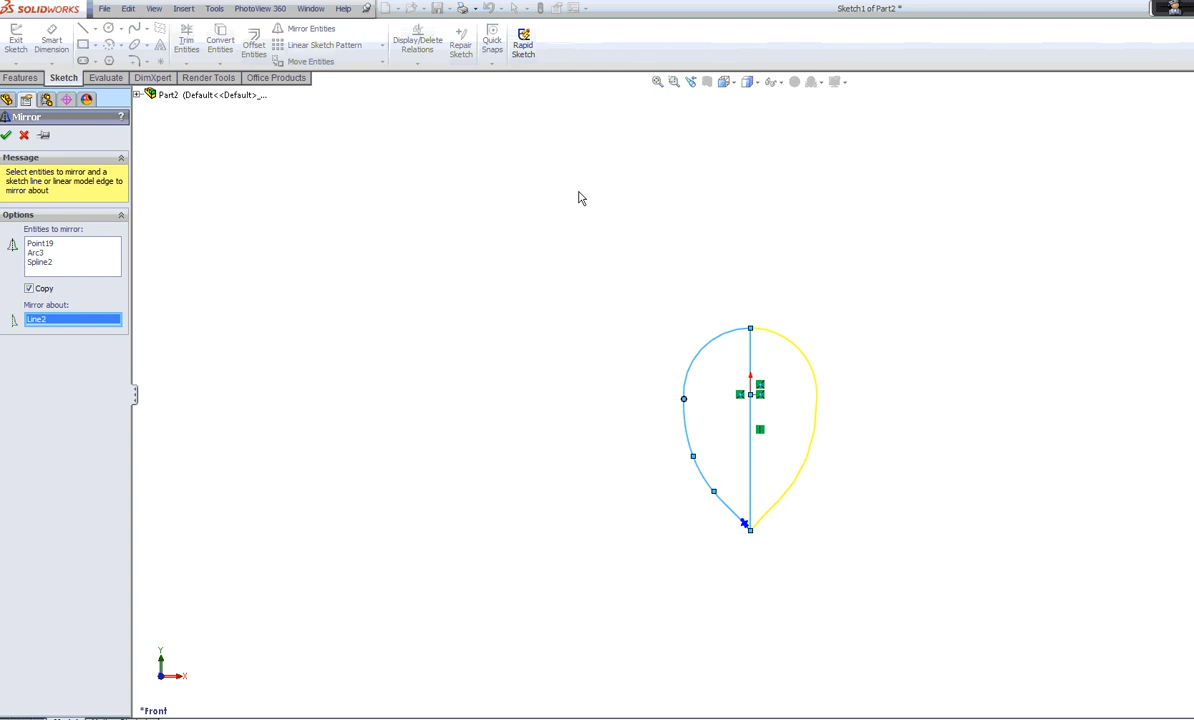 SOLIDWORKS File Edit View Insert Tools PhotoView 360 Window Help Sketch1 of Part2 *
Exit Sketch
Smart Dimension
Trim Entities
Convert Entities
Offset Entities
Mirror Entities
Linear Sketch Pattern
Move Entities
Display/Delete Relations
Repair Sketch
Quick Snaps
Rapid Sketch
Features Sketch Evaluate DimXpert Render Tools Office Products
Part2 (Default<<Default>_...
Mirror ?
Message
Select entities to mirror and a
sketch line or linear model edge to
mirror about
Options
Entities to mirror:
Point19
Arc3
Spline2
Copy
Mirror about:
Line2
Y
X
*Front